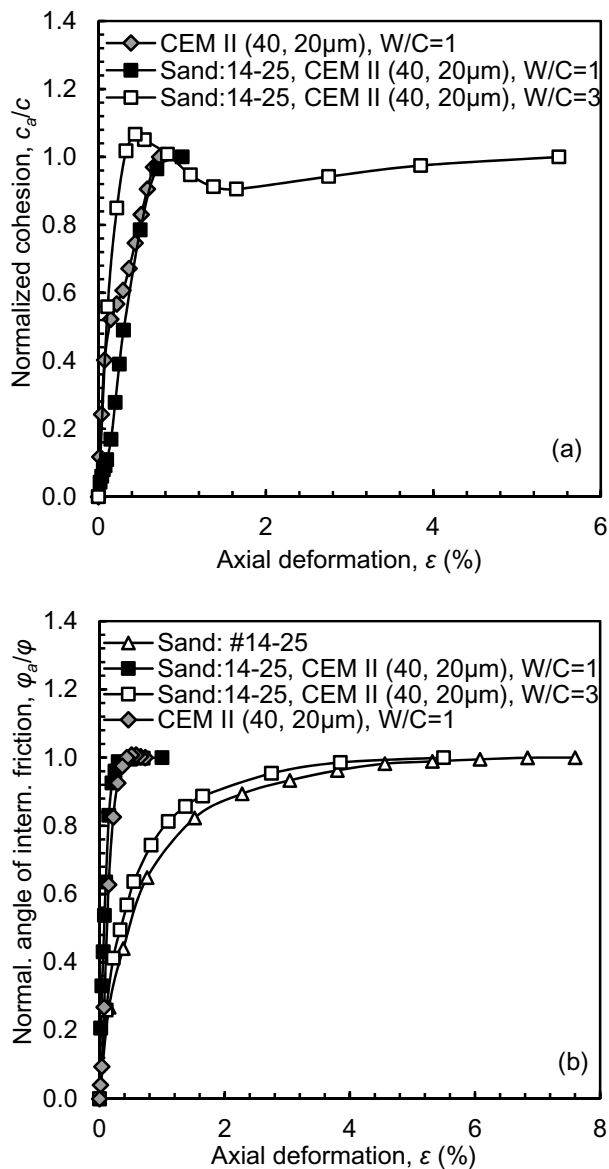 1.4
CEM II (40, 20µm), W/C=1
1.2
Sand:14-25, CEM II (40, 20µm), W/C=1
Sand:14-25, CEM II (40, 20µm), W/C=3
1.0
0.8
0.6
0.4
0.2
0.0
Normalized cohesion, cₐ/c
(a)
0 2 4 6
Axial deformation, ε (%)
1.4
Sand: #14-25
Sand:14-25, CEM II (40, 20µm), W/C=1
1.2
Sand:14-25, CEM II (40, 20µm), W/C=3
CEM II (40, 20µm), W/C=1
1.0
0.8
0.6
0.4
0.2
0.0
Normal. angle of intern. friction, φₐ/φ
(b)
0 2 4 6 8
Axial deformation, ε (%)